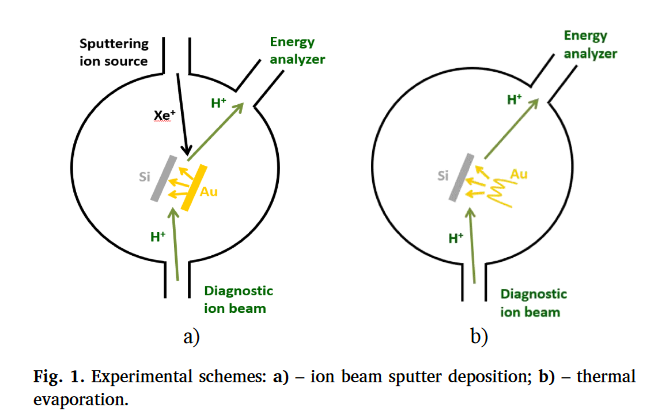 Sputtering
ion source
Energy
analyzer
H⁺
Xe⁺
Si
Au
H⁺
Diagnostic
ion beam
a)
Energy
analyzer
H⁺
Si
Au
H⁺
Diagnostic
ion beam
b)
Fig. 1. Experimental schemes: a) – ion beam sputter deposition; b) – thermal
evaporation.